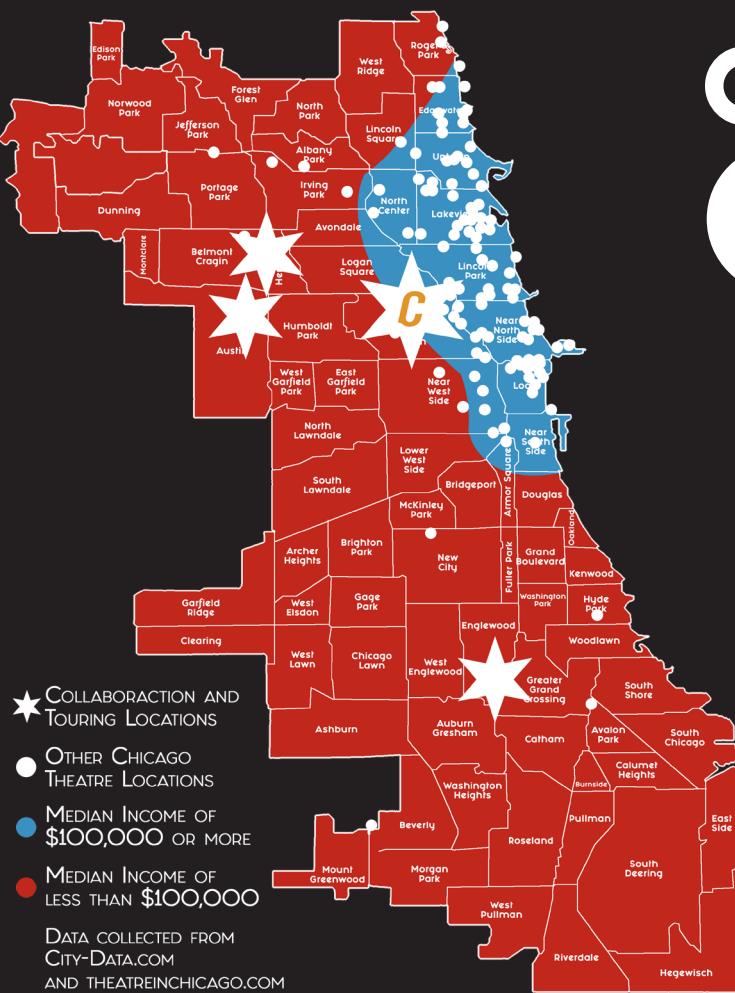 Edison
Park
Norwood
Park
Jefferson
Park
Forest
Glen
North
Park
West
Ridge
Rogers
Park
Edgewater
Lincoln
Square
Albany
Park
Uptown
Portage
Park
Irving
Park
North
Center
Lakeview
Dunning
Avondale
Montclare
Belmont
Cragin
He
Logan
Square
Lincoln
Park
C
Near
North
Side
Austin
Humboldt
Park
n
West
Garfield
Park
East
Garfield
Park
Near
West
Side
Loop
North
Lawndale
Near
South
Side
Lower
West
Side
Armor Square
South
Lawndale
Bridgeport
Douglas
McKinley
Park
Oakland
Archer
Heights
Brighton
Park
New
City
Fuller Park
Grand
Boulevard
Kenwood
Garfield
Ridge
West
Elsdon
Gage
Park
Washington
Park
Hyde
Park
Englewood
Clearing
Woodlawn
West
Lawn
Chicago
Lawn
West
Englewood
Greater
Grand
Crossing
South
Shore
Ashburn
Auburn
Gresham
Catham
Avalon
Park
South
Chicago
Calumet
Heights
Burnside
Washington
Heights
Beverly
Pullman
East
Side
Roseland
Mount
Greenwood
Morgan
Park
South
Deering
West
Pullman
Riverdale
Hegewisch
Collaboraction and
Touring Locations
Other Chicago
Theatre Locations
Median Income of
$100,000 or more
Median Income of
less than $100,000
Data collected from
City-Data.com
and theatreinchicago.com